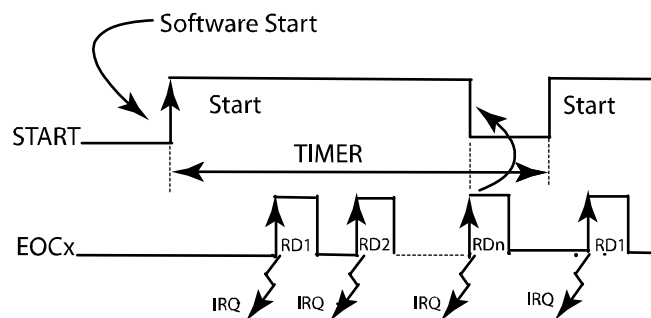 Software Start
Start
Start
START
TIMER
EOCx
RD1
RD2
RDn
RD1
IRQ
IRQ
IRQ
IRQ